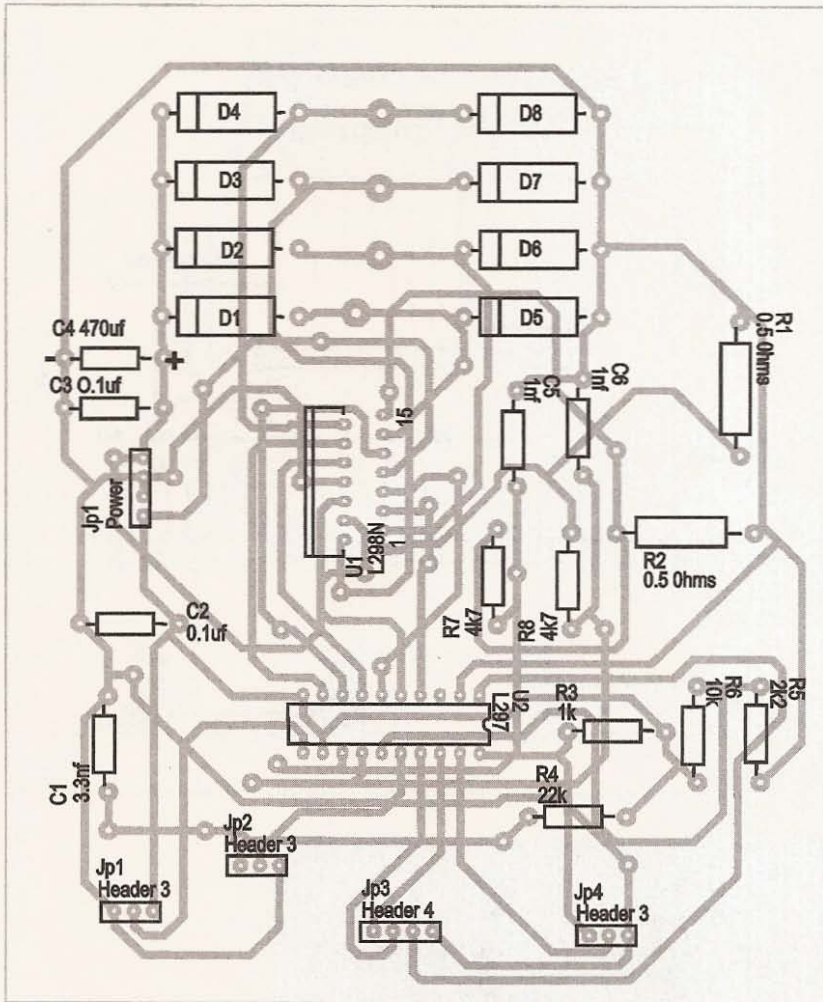 D4
D8
D3
D7
D2
D6
D1
D5
C4 470uf
- +
C3 0.1uf
R1
0.5 0hms
C6
1nf
C5
1nf
15
1
U1
L298N
Jp1
Power
R2
0.5 0hms
R7
4k7
R8
4k7
C2
0.1uf
U2
L297
R3
1k
R6
10k
R5
2K2
C1
3.3nf
R4
22k
Jp2
Header 3
Jp1
Header 3
Jp3
Header 4
Jp4
Header 3